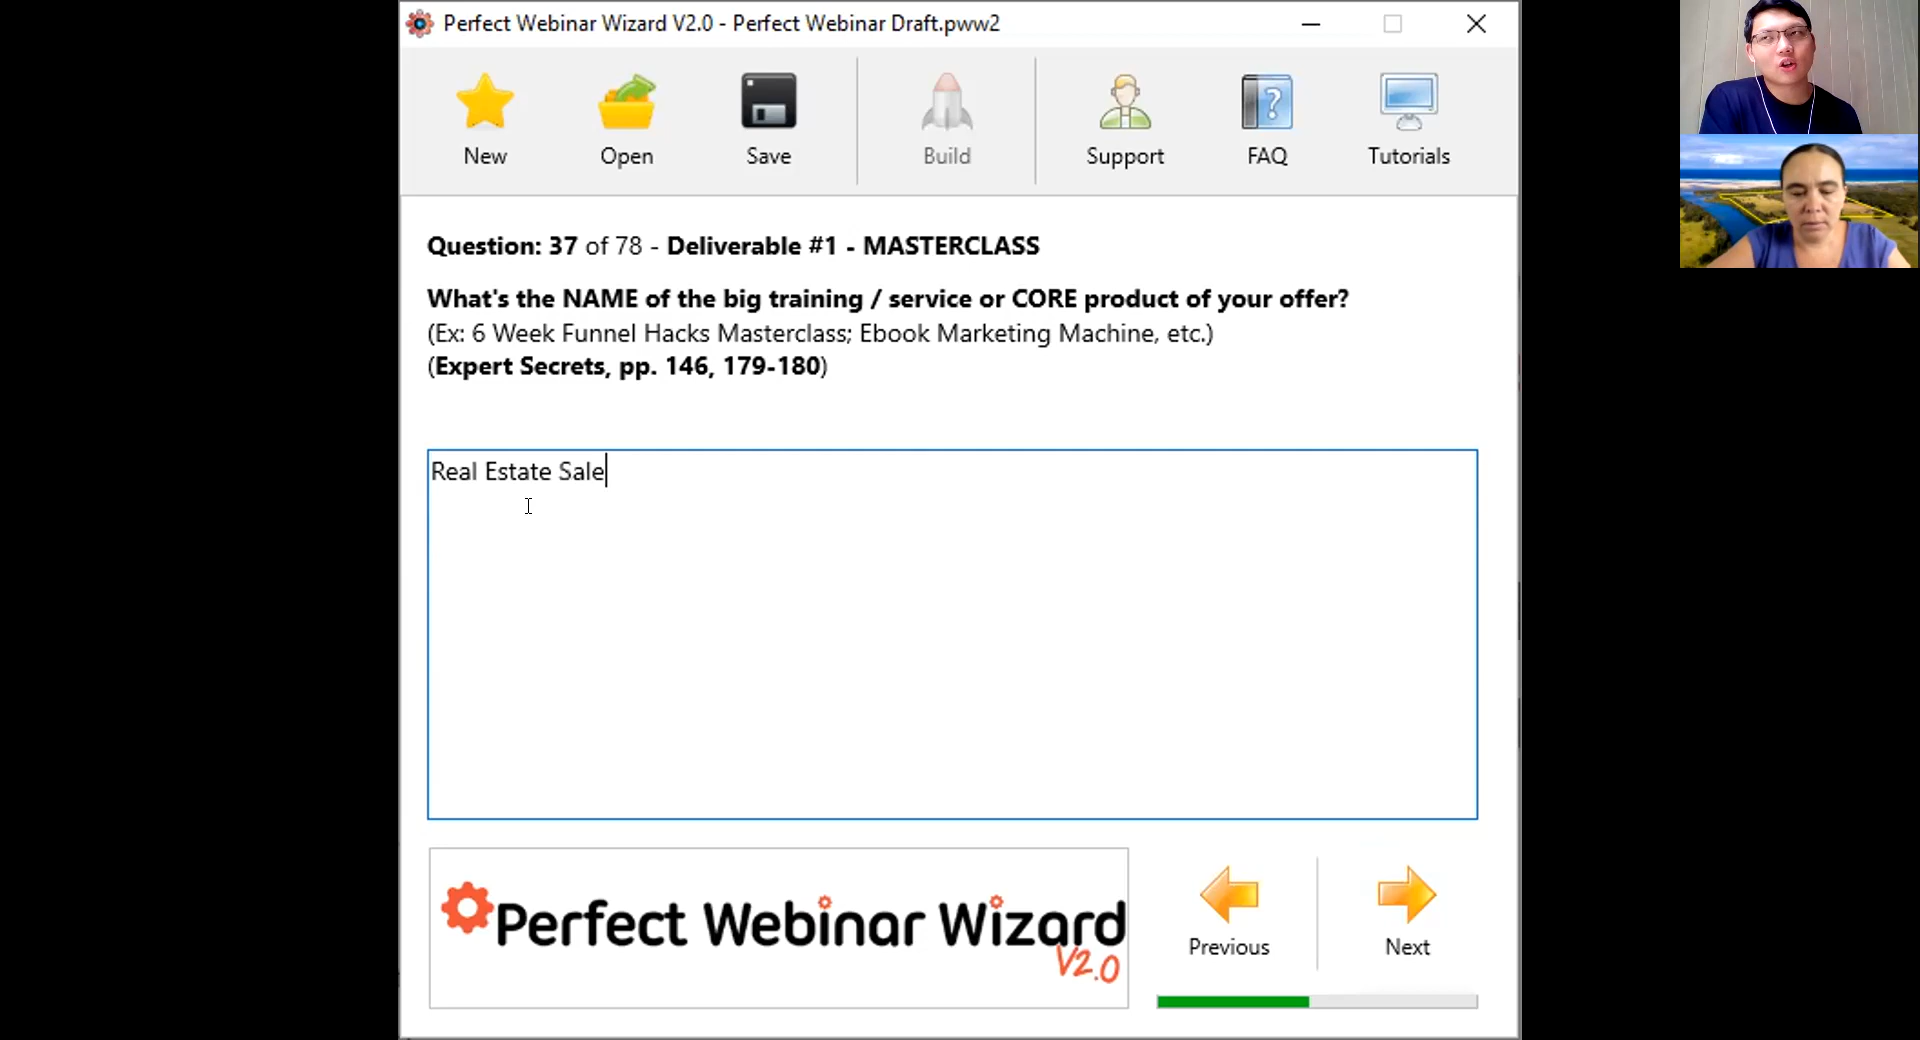 Perfect Webinar Wizard V2.0 - Perfect Webinar Draft.pww2
New Open Save Build Support FAQ Tutorials
Question: 37 of 78 - Deliverable #1 - MASTERCLASS
What's the NAME of the big training / service or CORE product of your offer?
(Ex: 6 Week Funnel Hacks Masterclass; Ebook Marketing Machine, etc.)
(Expert Secrets, pp. 146, 179-180)
Real Estate Sale
Perfect Webinar Wizard
V2.0
Previous Next